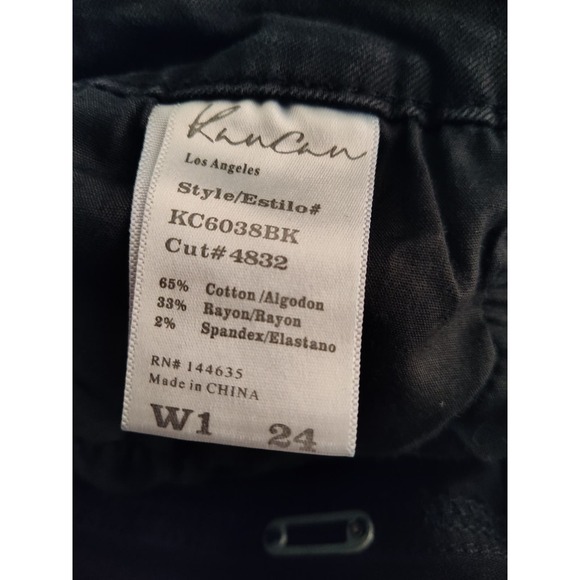 KanCan
Los Angeles
Style/Estilo#
KC6038BK
Cut#4832
65% Cotton/Algodon
33% Rayon/Rayon
2% Spandex/Elastano
RN# 144635
Made in CHINA
W1 24